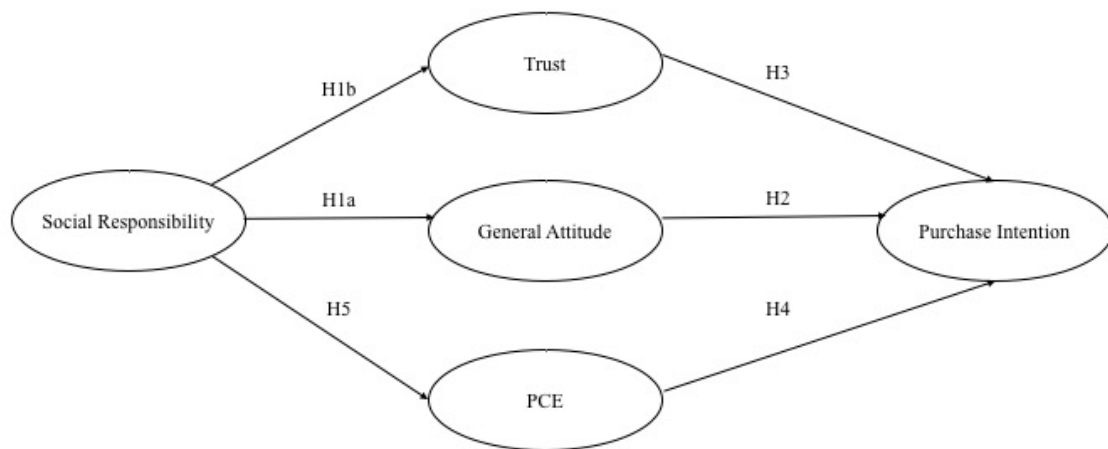 Trust
H3
H1b
H1a
H2
Social Responsibility
General Attitude
Purchase Intention
H5
H4
PCE